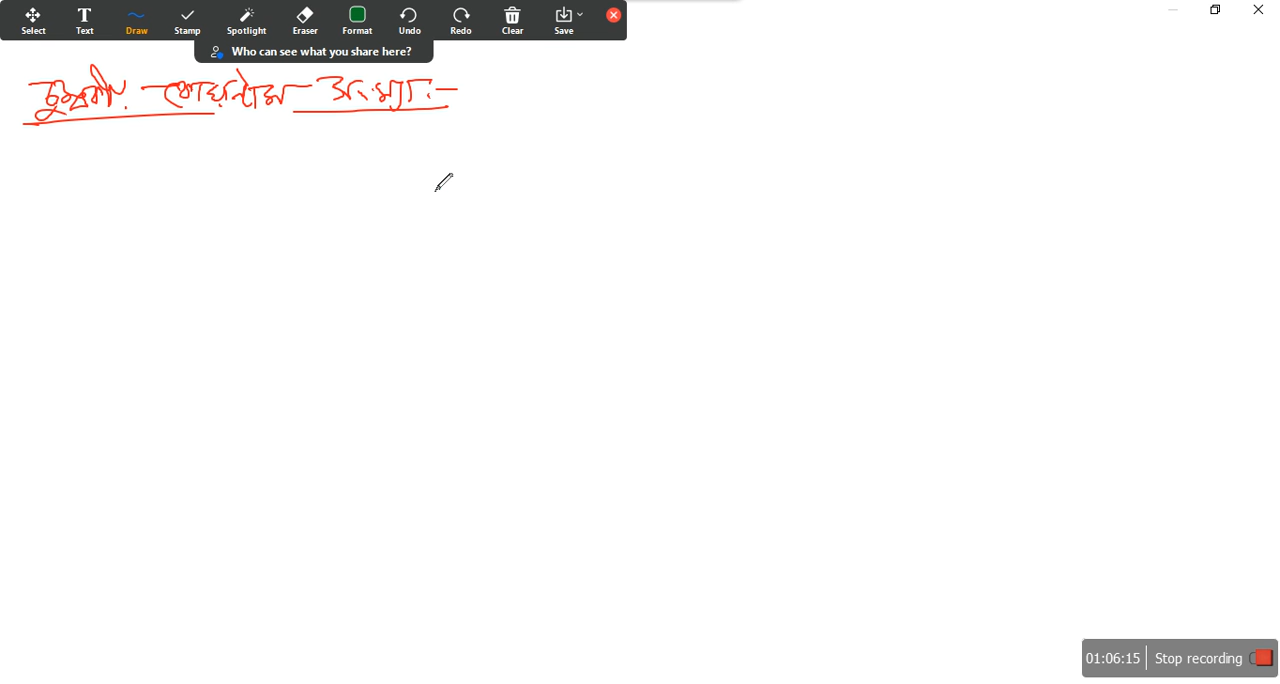 Select Text Draw Stamp Spotlight Eraser Format Undo Redo Clear Save
Who can see what you share here?
চুম্বকীয় কোয়ান্টাম সংখ্যা :-
01:06:15 Stop recording